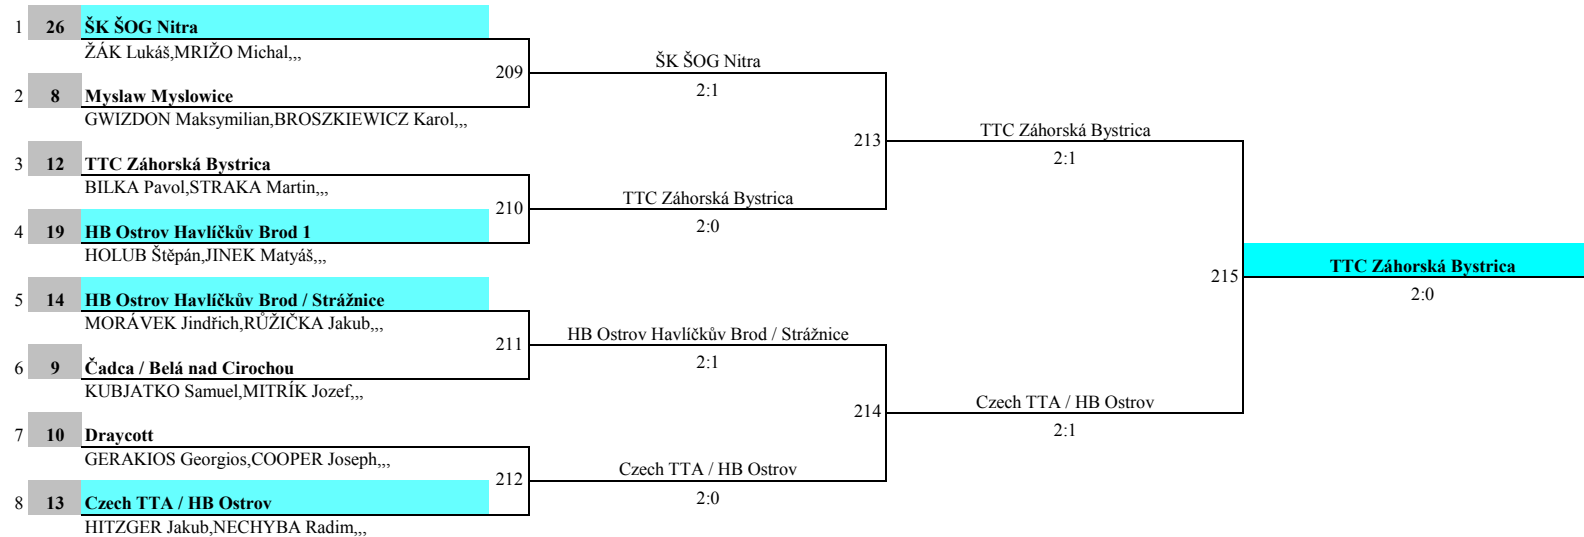 1 26 ŠK ŠOG Nitra
ŽÁK Lukáš,MRIŽO Michal,,,
209
ŠK ŠOG Nitra
2:1
2 8 Myslaw Myslowice
GWIZDON Maksymilian,BROSZKIEWICZ Karol,,,
213
TTC Záhorská Bystrica
2:1
3 12 TTC Záhorská Bystrica
BILKA Pavol,STRAKA Martin,,,
210
TTC Záhorská Bystrica
2:0
4 19 HB Ostrov Havlíčkův Brod 1
HOLUB Štěpán,JINEK Matyáš,,,
215
TTC Záhorská Bystrica
2:0
5 14 HB Ostrov Havlíčkův Brod / Strážnice
MORÁVEK Jindřich,RŮŽIČKA Jakub,,,
211
HB Ostrov Havlíčkův Brod / Strážnice
2:1
6 9 Čadca / Belá nad Cirochou
KUBJATKO Samuel,MITRÍK Jozef,,,
214
Czech TTA / HB Ostrov
2:1
7 10 Draycott
GERAKIOS Georgios,COOPER Joseph,,,
212
Czech TTA / HB Ostrov
2:0
8 13 Czech TTA / HB Ostrov
HITZGER Jakub,NECHYBA Radim,,,